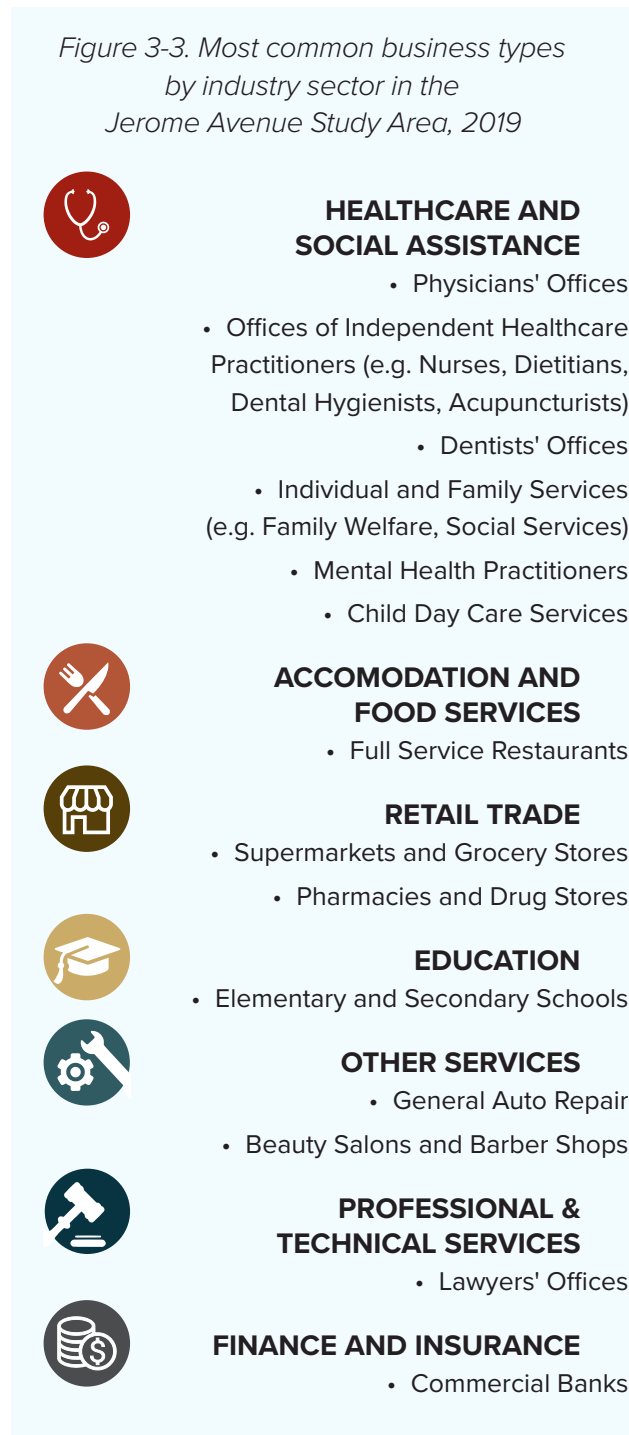 Figure 3-3. Most common business types
by industry sector in the
Jerome Avenue Study Area, 2019
HEALTHCARE AND
SOCIAL ASSISTANCE
• Physicians' Offices
• Offices of Independent Healthcare
Practitioners (e.g. Nurses, Dietitians,
Dental Hygienists, Acupuncturists)
• Dentists' Offices
• Individual and Family Services
(e.g. Family Welfare, Social Services)
• Mental Health Practitioners
• Child Day Care Services
ACCOMODATION AND
FOOD SERVICES
• Full Service Restaurants
RETAIL TRADE
• Supermarkets and Grocery Stores
• Pharmacies and Drug Stores
EDUCATION
• Elementary and Secondary Schools
OTHER SERVICES
• General Auto Repair
• Beauty Salons and Barber Shops
PROFESSIONAL &
TECHNICAL SERVICES
• Lawyers' Offices
FINANCE AND INSURANCE
• Commercial Banks